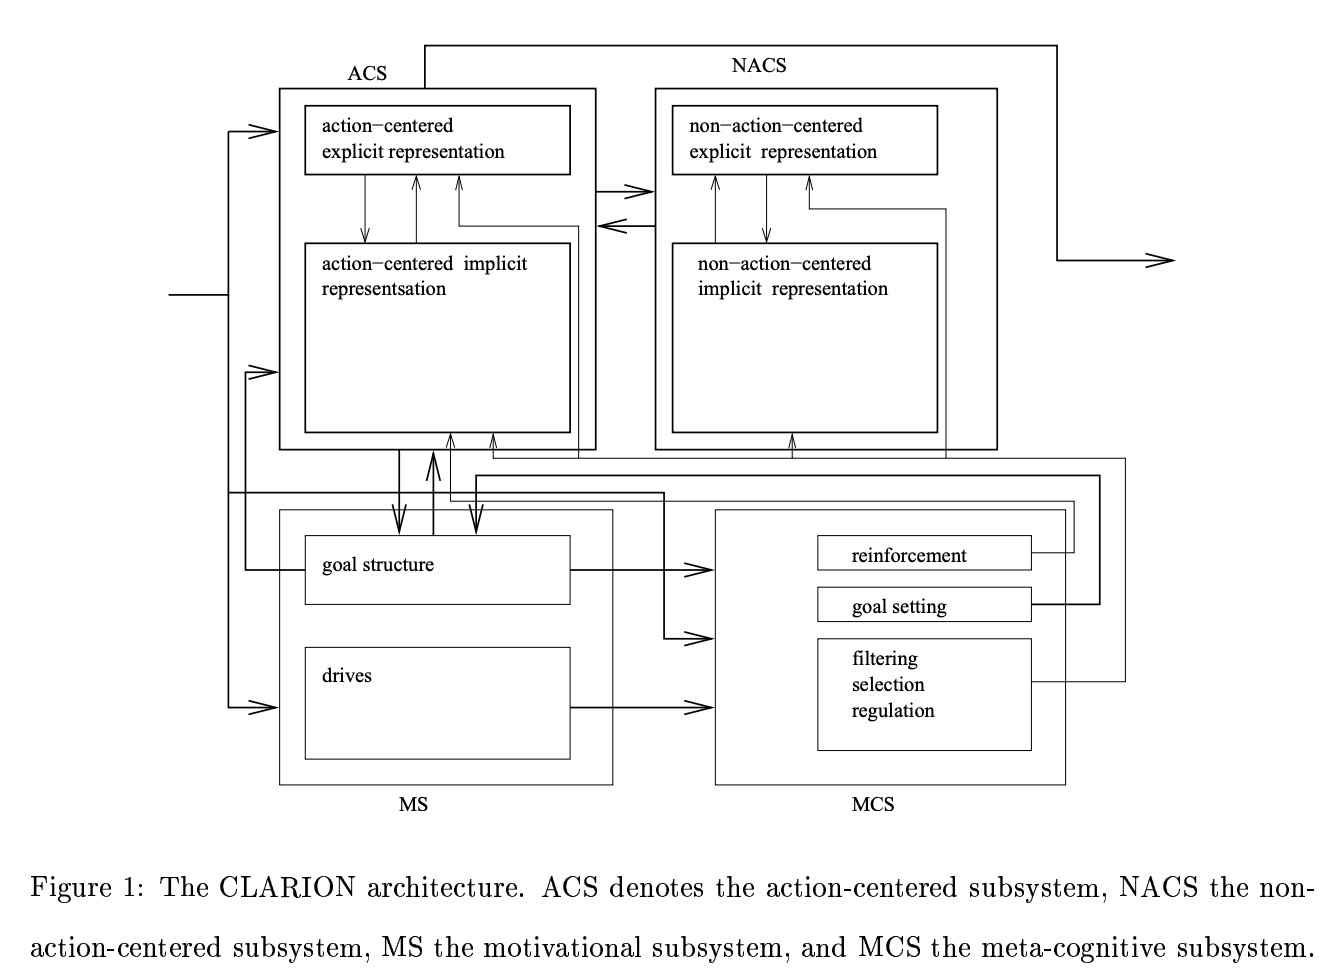 ACS
NACS
action−centered
explicit representation
non−action−centered
explicit representation
action−centered implicit
representsation
non−action−centered
implicit representation
goal structure
reinforcement
goal setting
drives
filtering
selection
regulation
MS
MCS
Figure 1: The CLARION architecture. ACS denotes the action-centered subsystem, NACS the non-
action-centered subsystem, MS the motivational subsystem, and MCS the meta-cognitive subsystem.